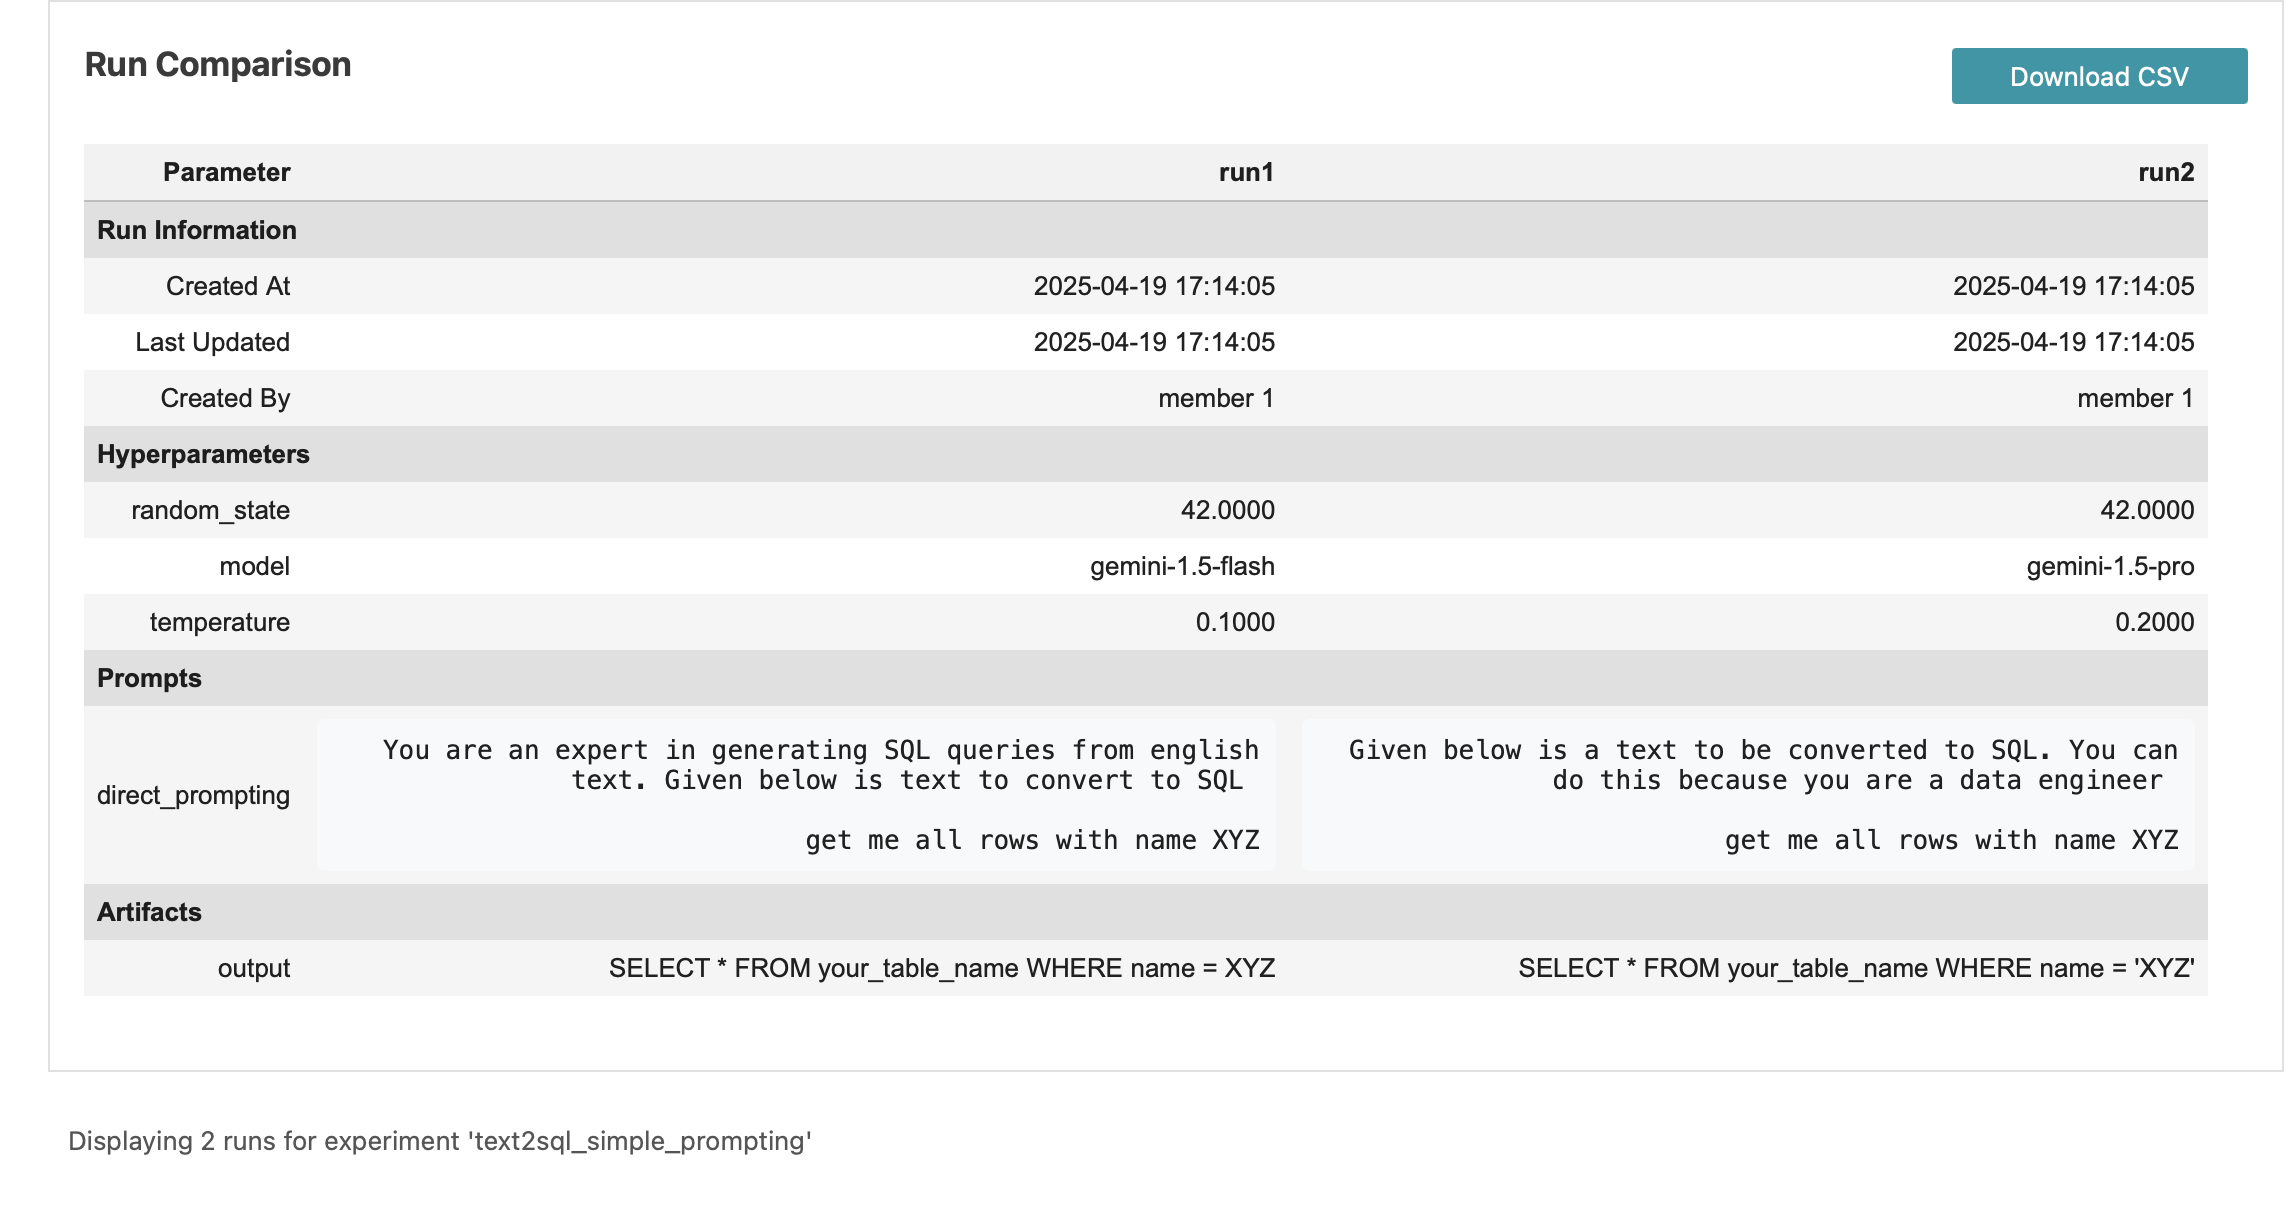 Run Comparison
Download CSV
Parameter run1 run2
Run Information
Created At 2025-04-19 17:14:05 2025-04-19 17:14:05
Last Updated 2025-04-19 17:14:05 2025-04-19 17:14:05
Created By member 1 member 1
Hyperparameters
random_state 42.0000 42.0000
model gemini-1.5-flash gemini-1.5-pro
temperature 0.1000 0.2000
Prompts
direct_prompting
You are an expert in generating SQL queries from english
text. Given below is text to convert to SQL
get me all rows with name XYZ
Given below is a text to be converted to SQL. You can
do this because you are a data engineer
get me all rows with name XYZ
Artifacts
output SELECT * FROM your_table_name WHERE name = XYZ SELECT * FROM your_table_name WHERE name = 'XYZ'
Displaying 2 runs for experiment 'text2sql_simple_prompting'